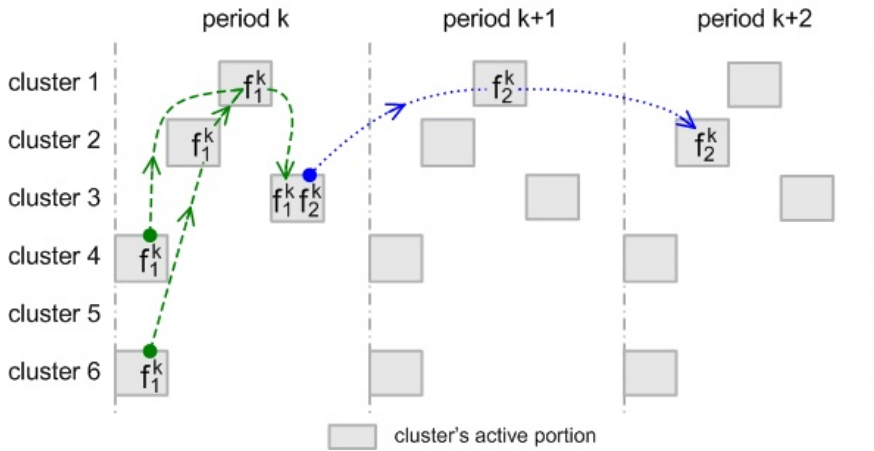 period k period k+1 period k+2
cluster 1 f₁ᵏ f₂ᵏ
cluster 2 f₁ᵏ f₂ᵏ
cluster 3 f₁ᵏ f₂ᵏ
cluster 4 f₁ᵏ
cluster 5
cluster 6 f₁ᵏ
cluster's active portion